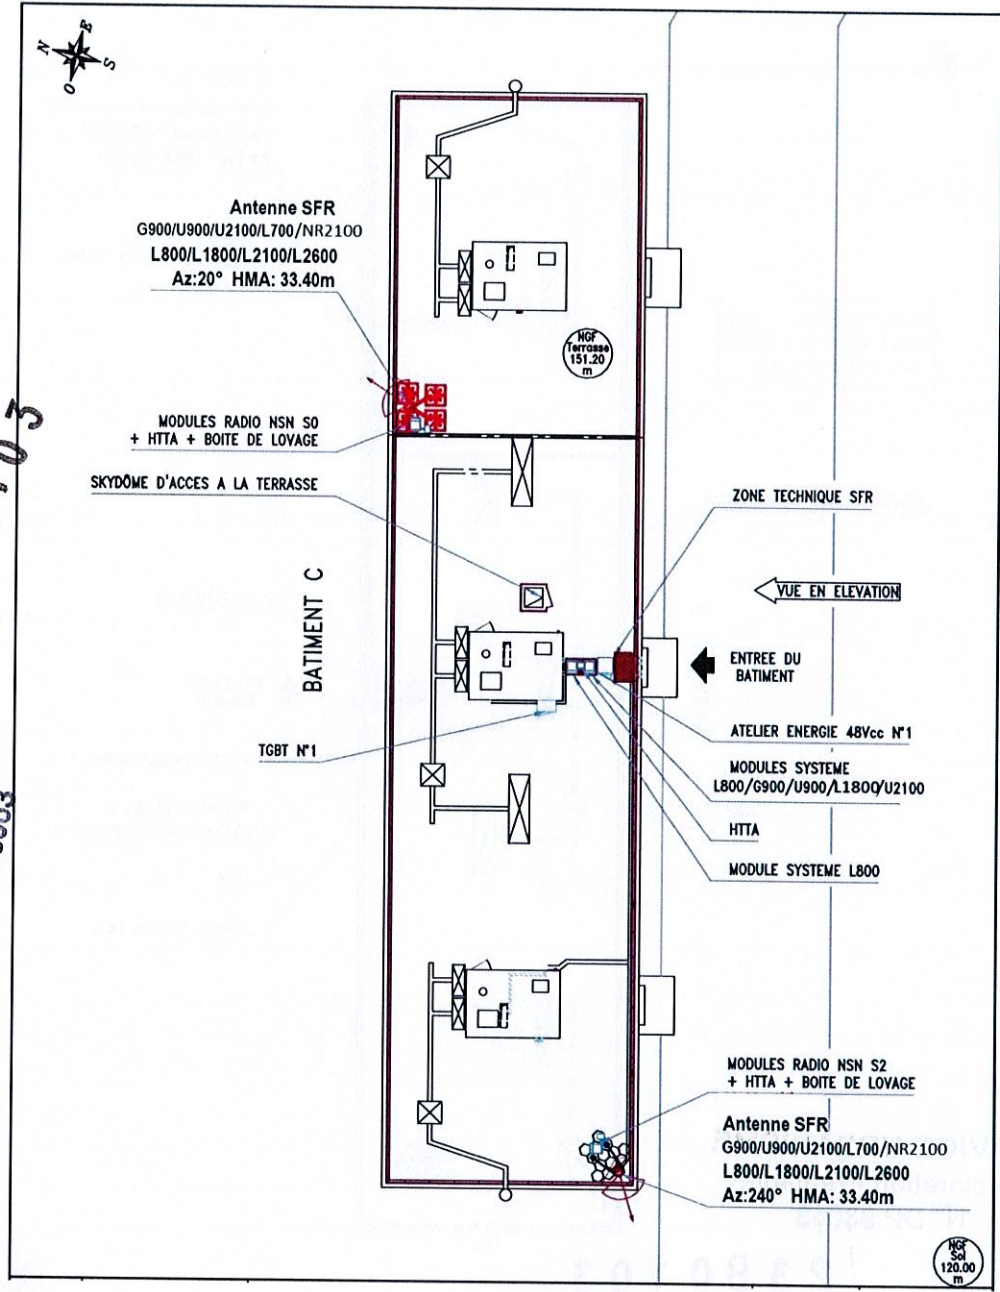 N
E
S
O
Antenne SFR
G900/U900/U2100/L700/NR2100
L800/L1800/L2100/L2600
Az:20° HMA: 33.40m
NGF
Terrasse
151.20
m
MODULES RADIO NSN S0
+ HTTA + BOITE DE LOVAGE
SKYDÔME D'ACCES A LA TERRASSE
ZONE TECHNIQUE SFR
VUE EN ELEVATION
BATIMENT C
ENTREE DU
BATIMENT
ATELIER ENERGIE 48Vcc N°1
TGBT N°1
MODULES SYSTEME
L800/G900/U900/L1800/U2100
HTTA
MODULE SYSTEME L800
MODULES RADIO NSN S2
+ HTTA + BOITE DE LOVAGE
Antenne SFR
G900/U900/U2100/L700/NR2100
L800/L1800/L2100/L2600
Az:240° HMA: 33.40m
NGF
Sol
120.00
m